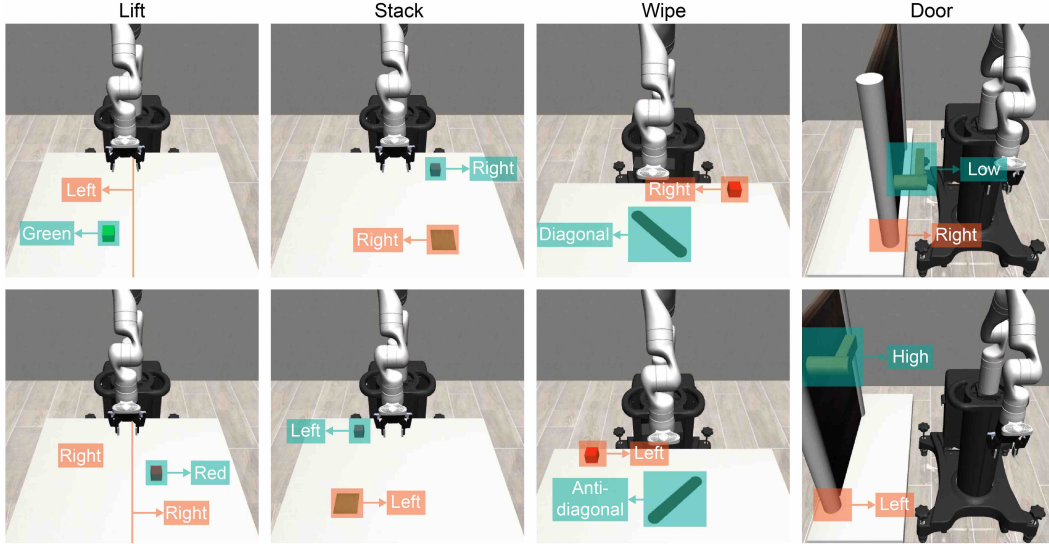 Lift
Stack
Wipe
Door
Left
Green
Right
Right
Right
Diagonal
Low
Right
Right
Red
Right
Left
Left
Left
Anti-
diagonal
High
Left